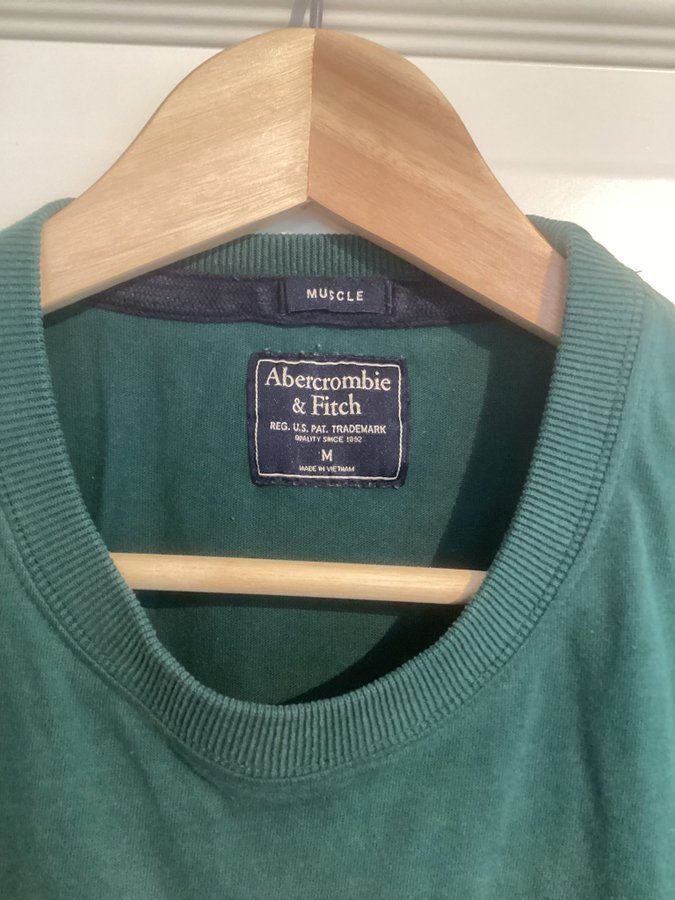 MUSCLE
Abercrombie
& Fitch
REG. U.S. PAT. TRADEMARK
QUALITY SINCE 1892
M
MADE IN VIETNAM